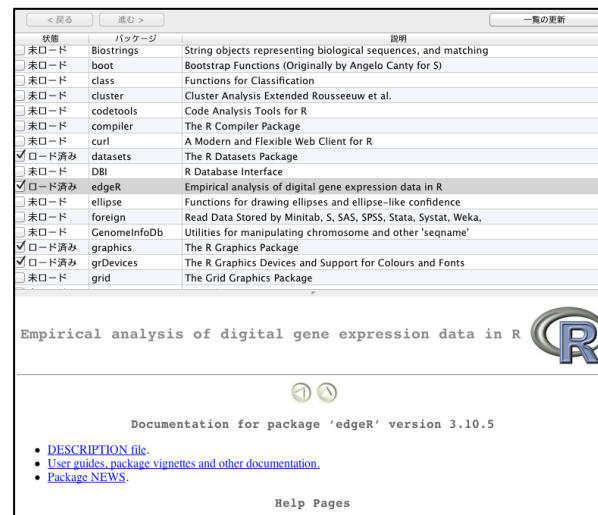 < 戻る 進む > 一覧の更新
状態 パッケージ 説明
未ロード Biostrings String objects representing biological sequences, and matching
未ロード boot Bootstrap Functions (Originally by Angelo Canty for S)
未ロード class Functions for Classification
未ロード cluster Cluster Analysis Extended Rousseeuw et al.
未ロード codetools Code Analysis Tools for R
未ロード compiler The R Compiler Package
未ロード curl A Modern and Flexible Web Client for R
ロード済み datasets The R Datasets Package
未ロード DBI R Database Interface
ロード済み edgeR Empirical analysis of digital gene expression data in R
未ロード ellipse Functions for drawing ellipses and ellipse-like confidence
未ロード foreign Read Data Stored by Minitab, S, SAS, SPSS, Stata, Systat, Weka,
未ロード GenomeInfoDb Utilities for manipulating chromosome and other 'seqname'
ロード済み graphics The R Graphics Package
ロード済み grDevices The R Graphics Devices and Support for Colours and Fonts
未ロード grid The Grid Graphics Package
Empirical analysis of digital gene expression data in R R
Documentation for package ‘edgeR’ version 3.10.5
• DESCRIPTION file.
• User guides, package vignettes and other documentation.
• Package NEWS.
Help Pages